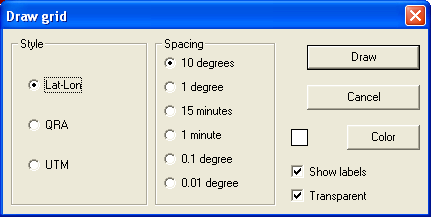 Draw grid
Style
Lat-Lon
QRA
UTM
Spacing
10 degrees
1 degree
15 minutes
1 minute
0.1 degree
0.01 degree
Draw
Cancel
Color
Show labels
Transparent